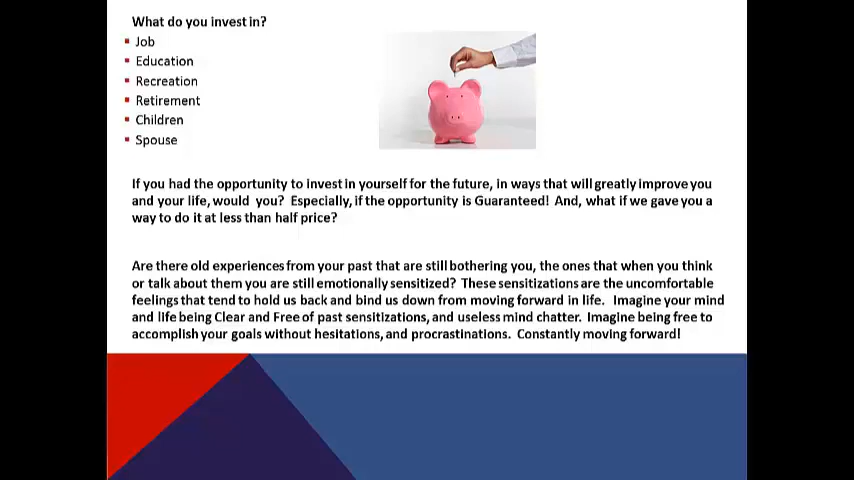 What do you invest in?
Job
Education
Recreation
Retirement
Children
Spouse
If you had the opportunity to invest in yourself for the future, in ways that will greatly improve you
and your life, would you? Especially, if the opportunity is Guaranteed! And, what if we gave you a
way to do it at less than half price?
Are there old experiences from your past that are still bothering you, the ones that when you think
or talk about them you are still emotionally sensitized? These sensitizations are the uncomfortable
feelings that tend to hold us back and bind us down from moving forward in life. Imagine your mind
and life being Clear and Free of past sensitizations, and useless mind chatter. Imagine being free to
accomplish your goals without hesitations, and procrastinations. Constantly moving forward!